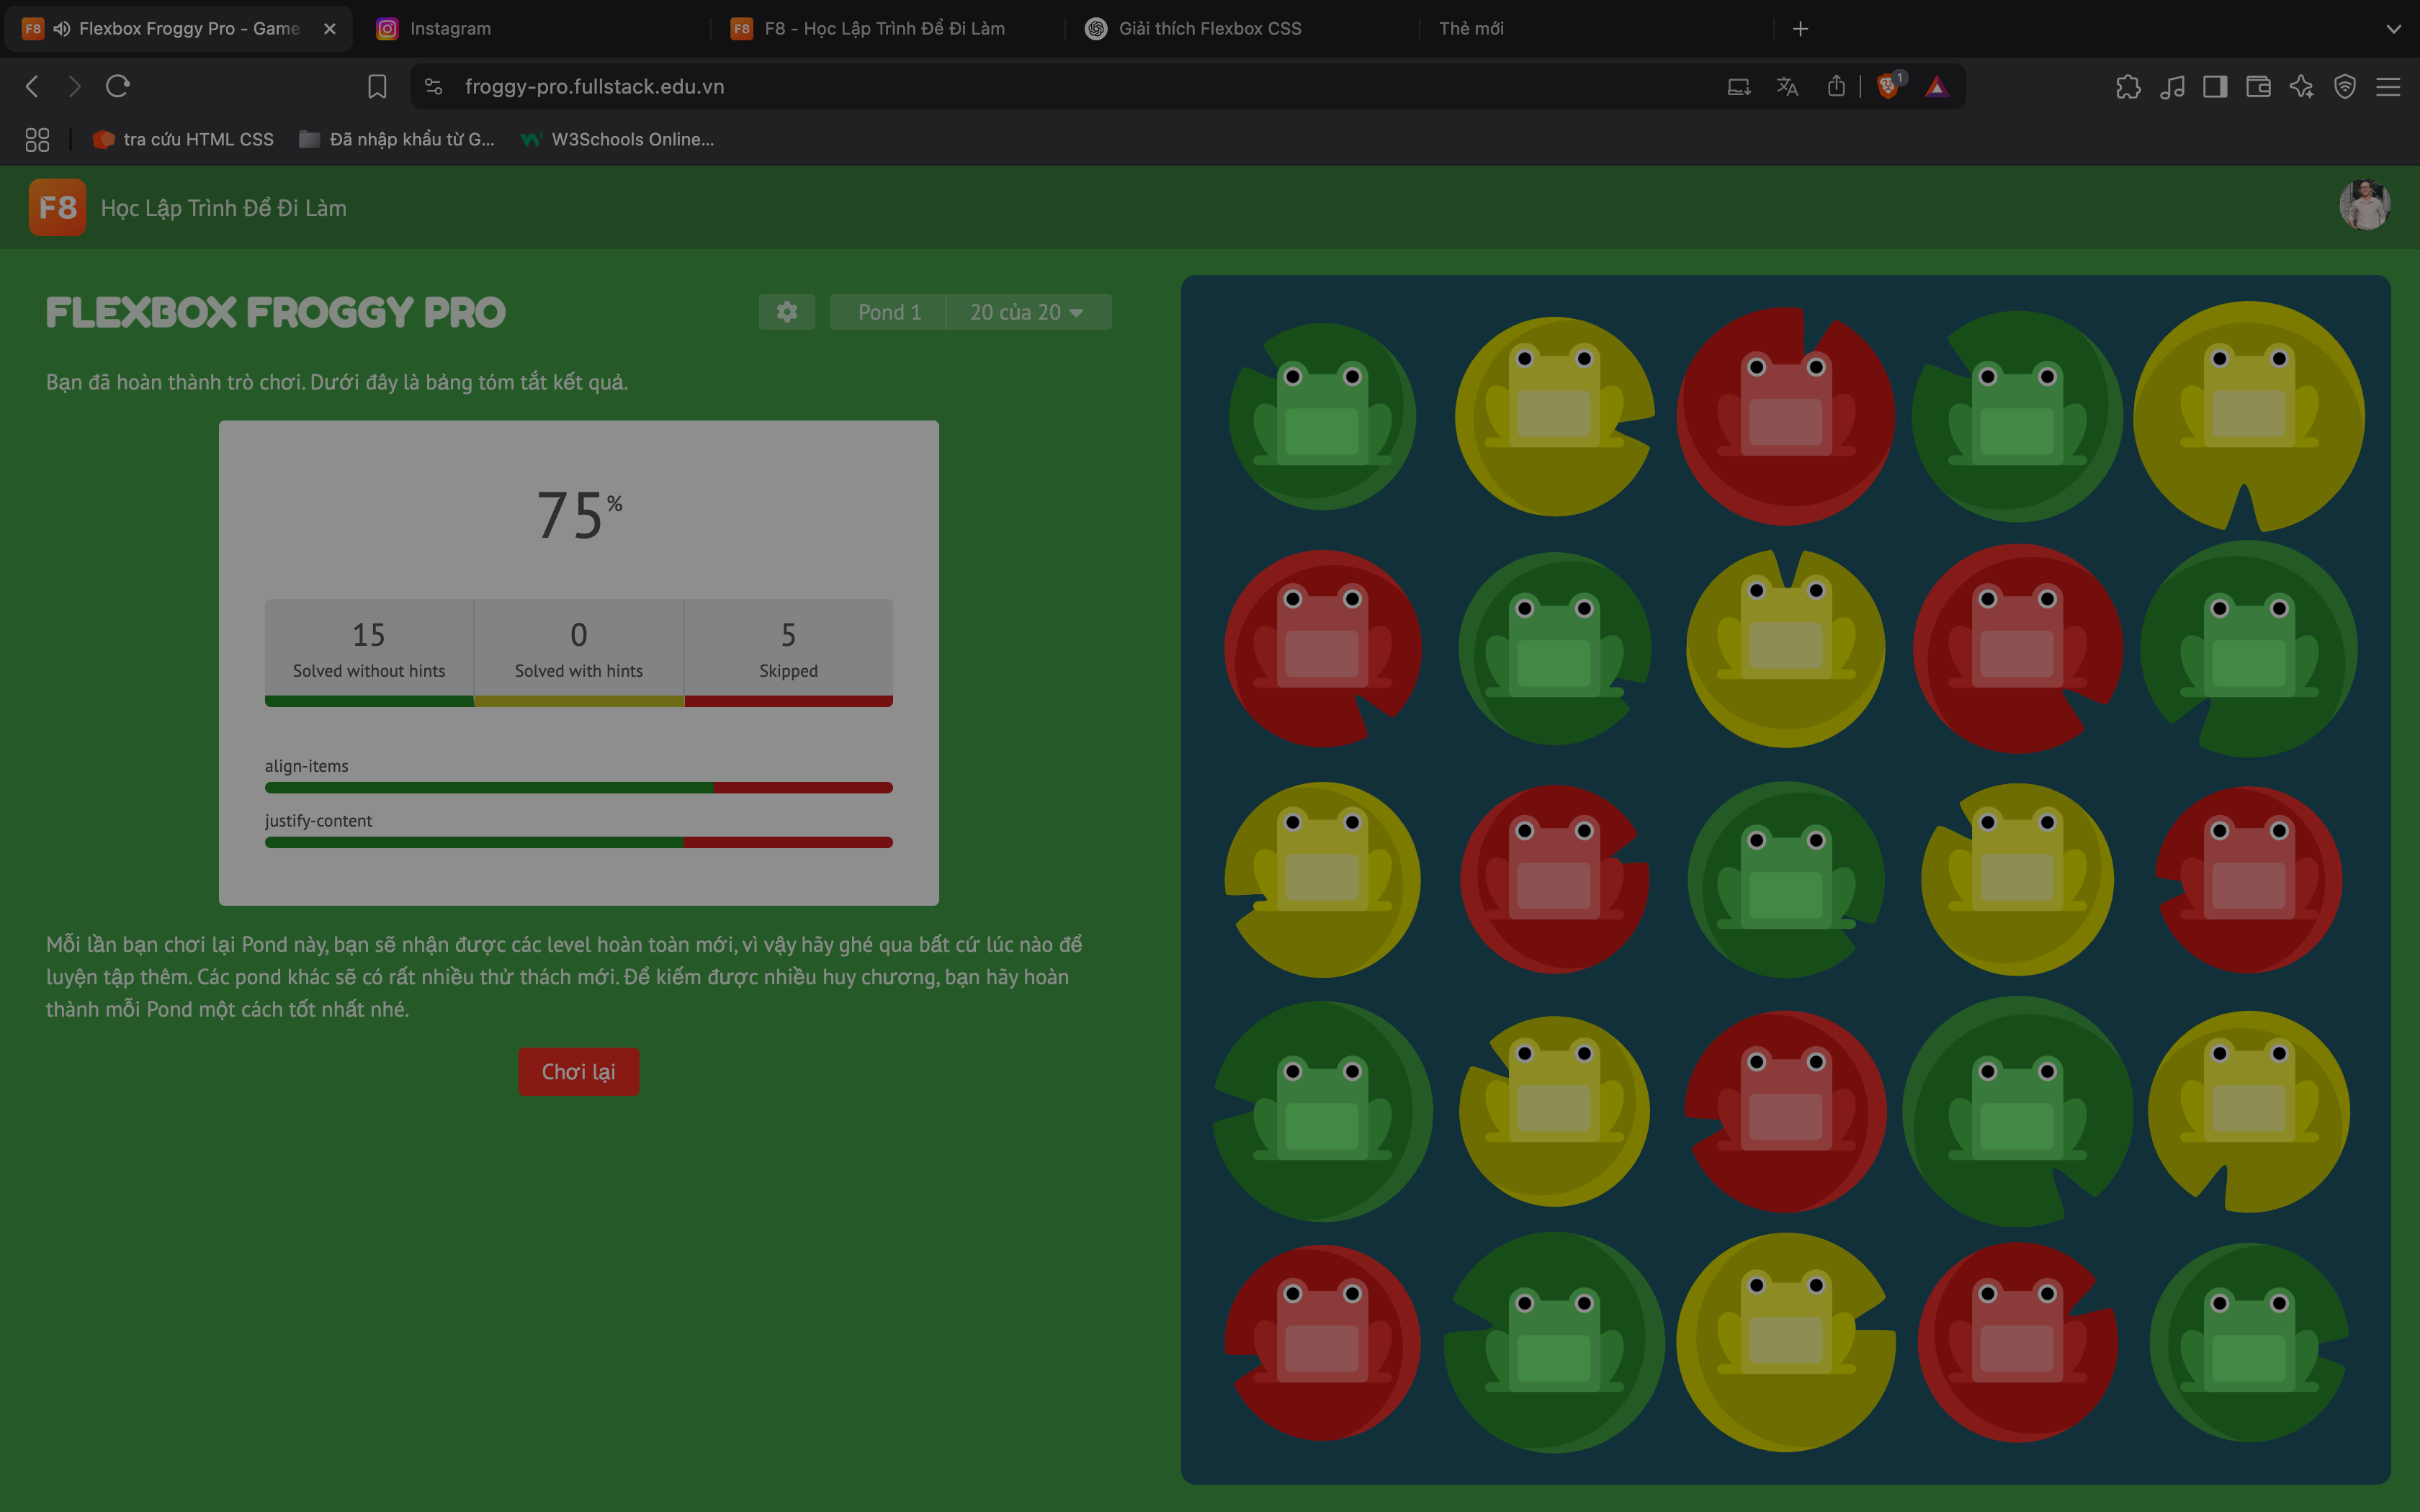 F8 Flexbox Froggy Pro - Game
Instagram
F8 F8 - Học Lập Trình Để Đi Làm
Giải thích Flexbox CSS
Thẻ mới
froggy-pro.fullstack.edu.vn
1
tra cứu HTML CSS
Đã nhập khẩu từ G...
W3Schools Online...
F8 Học Lập Trình Để Đi Làm
FLEXBOX FROGGY PRO
Pond 1
20 của 20
Bạn đã hoàn thành trò chơi. Dưới đây là bảng tóm tắt kết quả.
75%
15
Solved without hints
0
Solved with hints
5
Skipped
align-items
justify-content
Mỗi lần bạn chơi lại Pond này, bạn sẽ nhận được các level hoàn toàn mới, vì vậy hãy ghé qua bất cứ lúc nào để
luyện tập thêm. Các pond khác sẽ có rất nhiều thử thách mới. Để kiếm được nhiều huy chương, bạn hãy hoàn
thành mỗi Pond một cách tốt nhất nhé.
Chơi lại